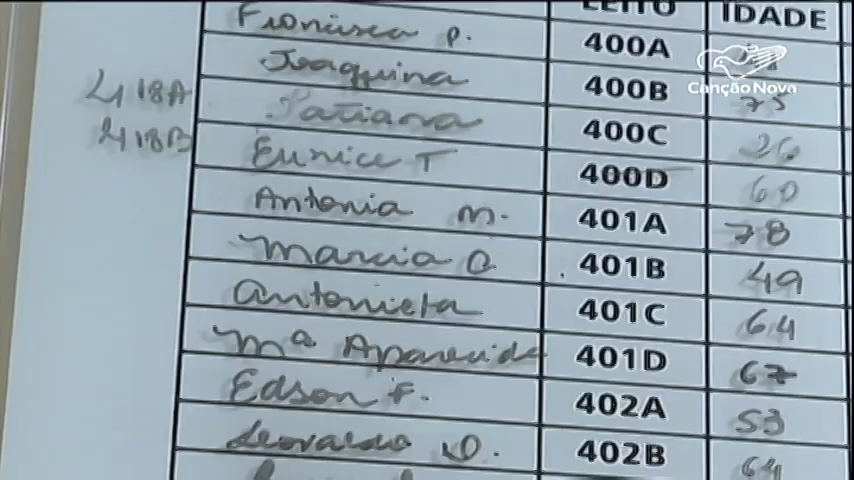 LEITO IDADE
Francisca P. 400A
Joaquina 400B 75
418A Tatiana 400C 26
418B Eunice T 400D 60
Antonia M. 401A 78
Marcia C. 401B 49
Antonieta 401C 64
Mª Aparecida 401D 67
Edson F. 402A 53
402B 64
Canção Nova